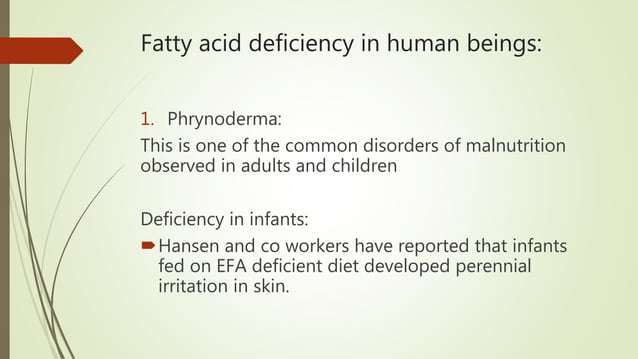 Fatty acid deficiency in human beings:
1. Phrynoderma:
This is one of the common disorders of malnutrition
observed in adults and children
Deficiency in infants:
Hansen and co workers have reported that infants
fed on EFA deficient diet developed perennial
irritation in skin.